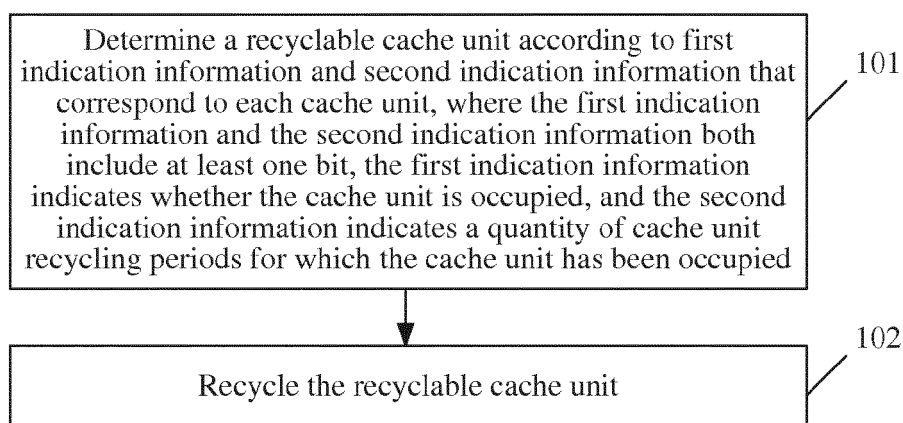 Determine a recyclable cache unit according to first
indication information and second indication information that
correspond to each cache unit, where the first indication
information and the second indication information both
include at least one bit, the first indication information
indicates whether the cache unit is occupied, and the second
indication information indicates a quantity of cache unit
recycling periods for which the cache unit has been occupied
101
Recycle the recyclable cache unit
102